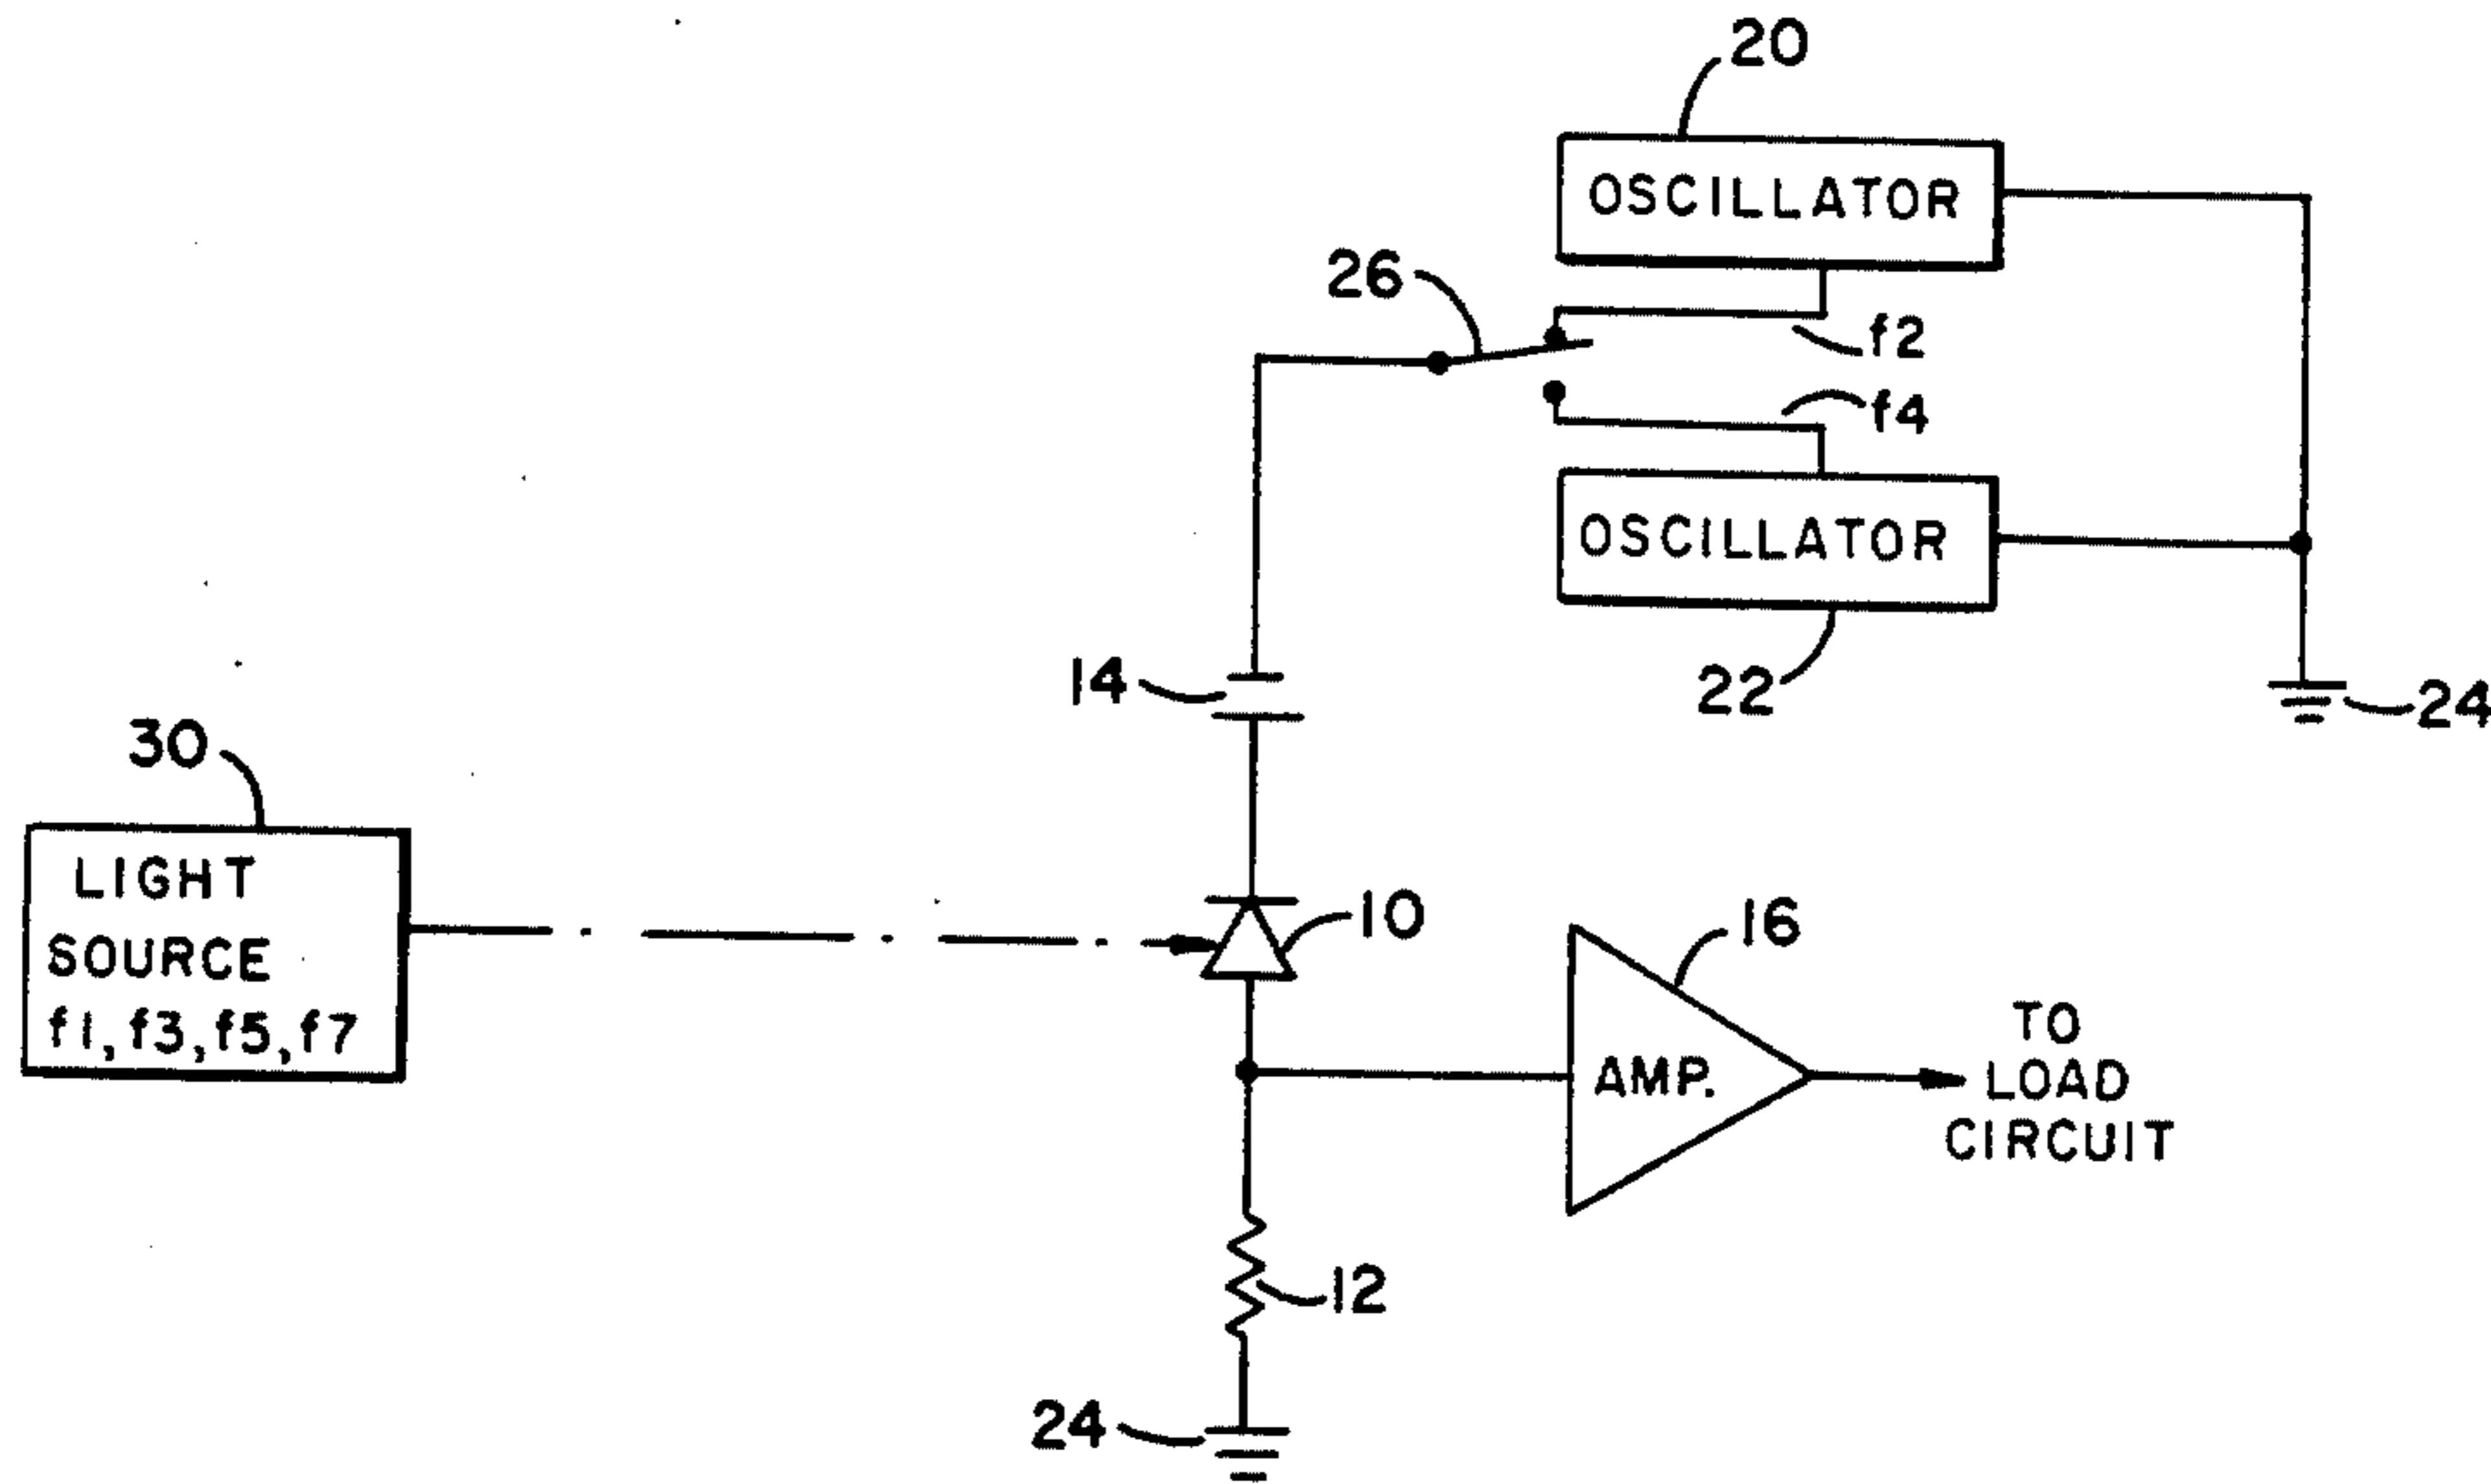 20
OSCILLATOR
26
f2
f4
OSCILLATOR
14
22
24
30
LIGHT
SOURCE
f1, f3, f5, f7
10
16
AMP.
TO
LOAD
CIRCUIT
12
24